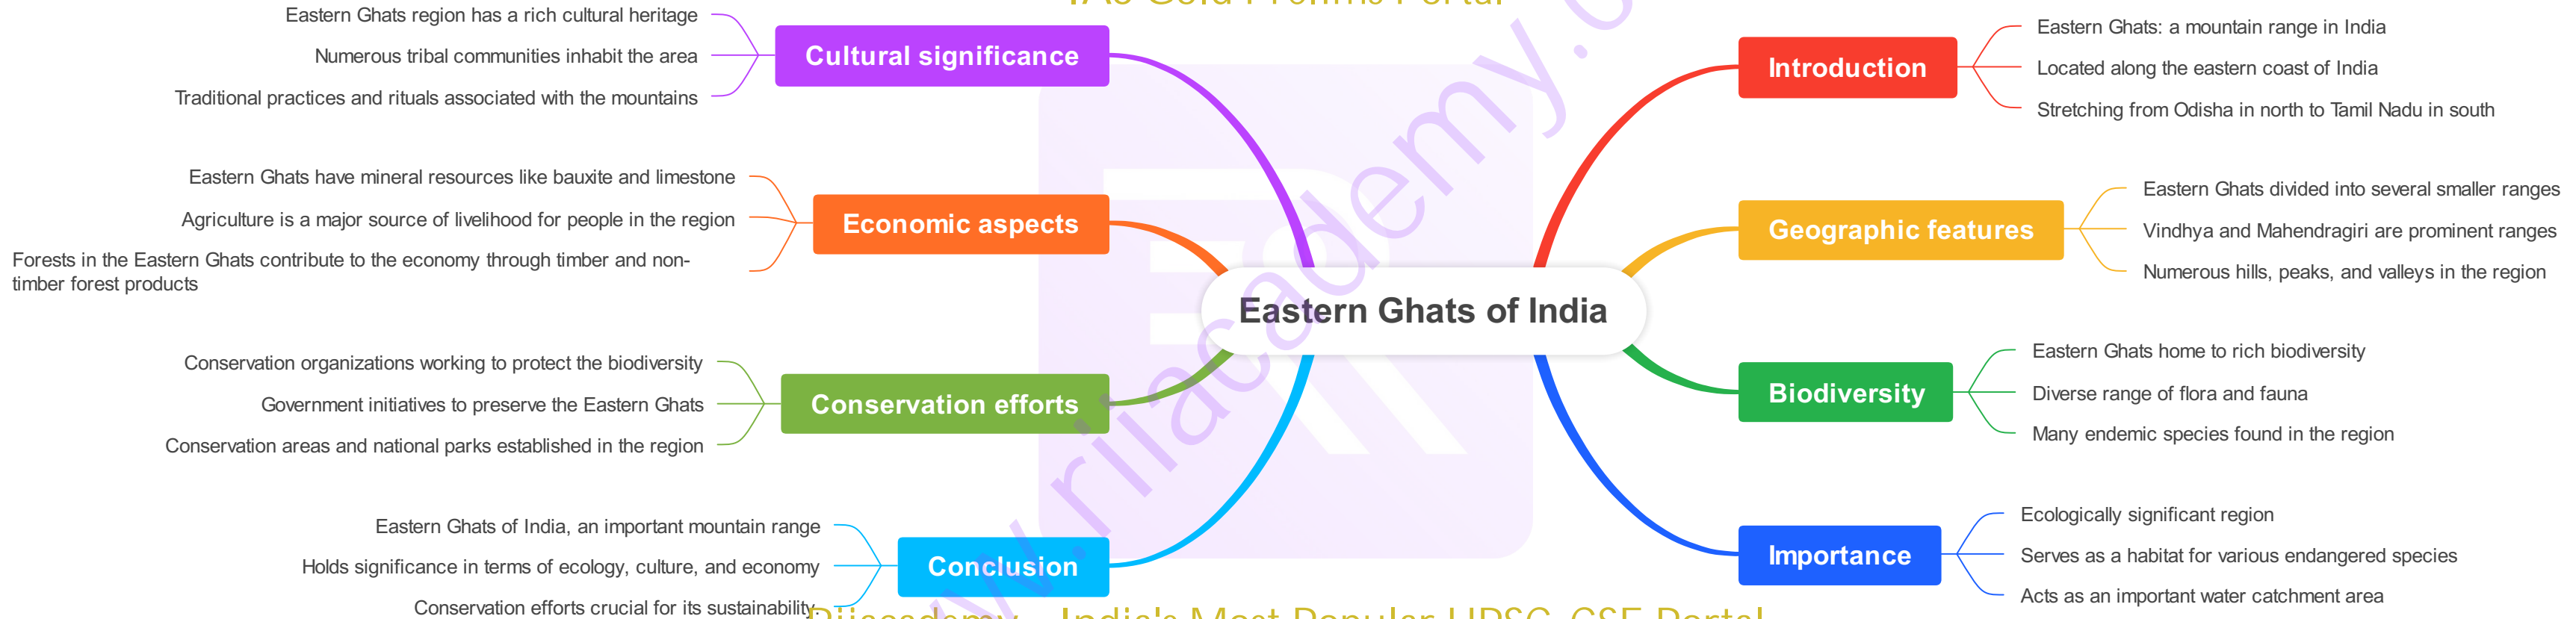 Eastern Ghats of India
Introduction
Eastern Ghats: a mountain range in India
Located along the eastern coast of India
Stretching from Odisha in north to Tamil Nadu in south
Geographic features
Eastern Ghats divided into several smaller ranges
Vindhya and Mahendragiri are prominent ranges
Numerous hills, peaks, and valleys in the region
Biodiversity
Eastern Ghats home to rich biodiversity
Diverse range of flora and fauna
Many endemic species found in the region
Importance
Ecologically significant region
Serves as a habitat for various endangered species
Acts as an important water catchment area
Cultural significance
Eastern Ghats region has a rich cultural heritage
Numerous tribal communities inhabit the area
Traditional practices and rituals associated with the mountains
Economic aspects
Eastern Ghats have mineral resources like bauxite and limestone
Agriculture is a major source of livelihood for people in the region
Forests in the Eastern Ghats contribute to the economy through timber and non-
timber forest products
Conservation efforts
Conservation organizations working to protect the biodiversity
Government initiatives to preserve the Eastern Ghats
Conservation areas and national parks established in the region
Conclusion
Eastern Ghats of India, an important mountain range
Holds significance in terms of ecology, culture, and economy
Conservation efforts crucial for its sustainability.
India's Most Popular UPSC-CSE Portal